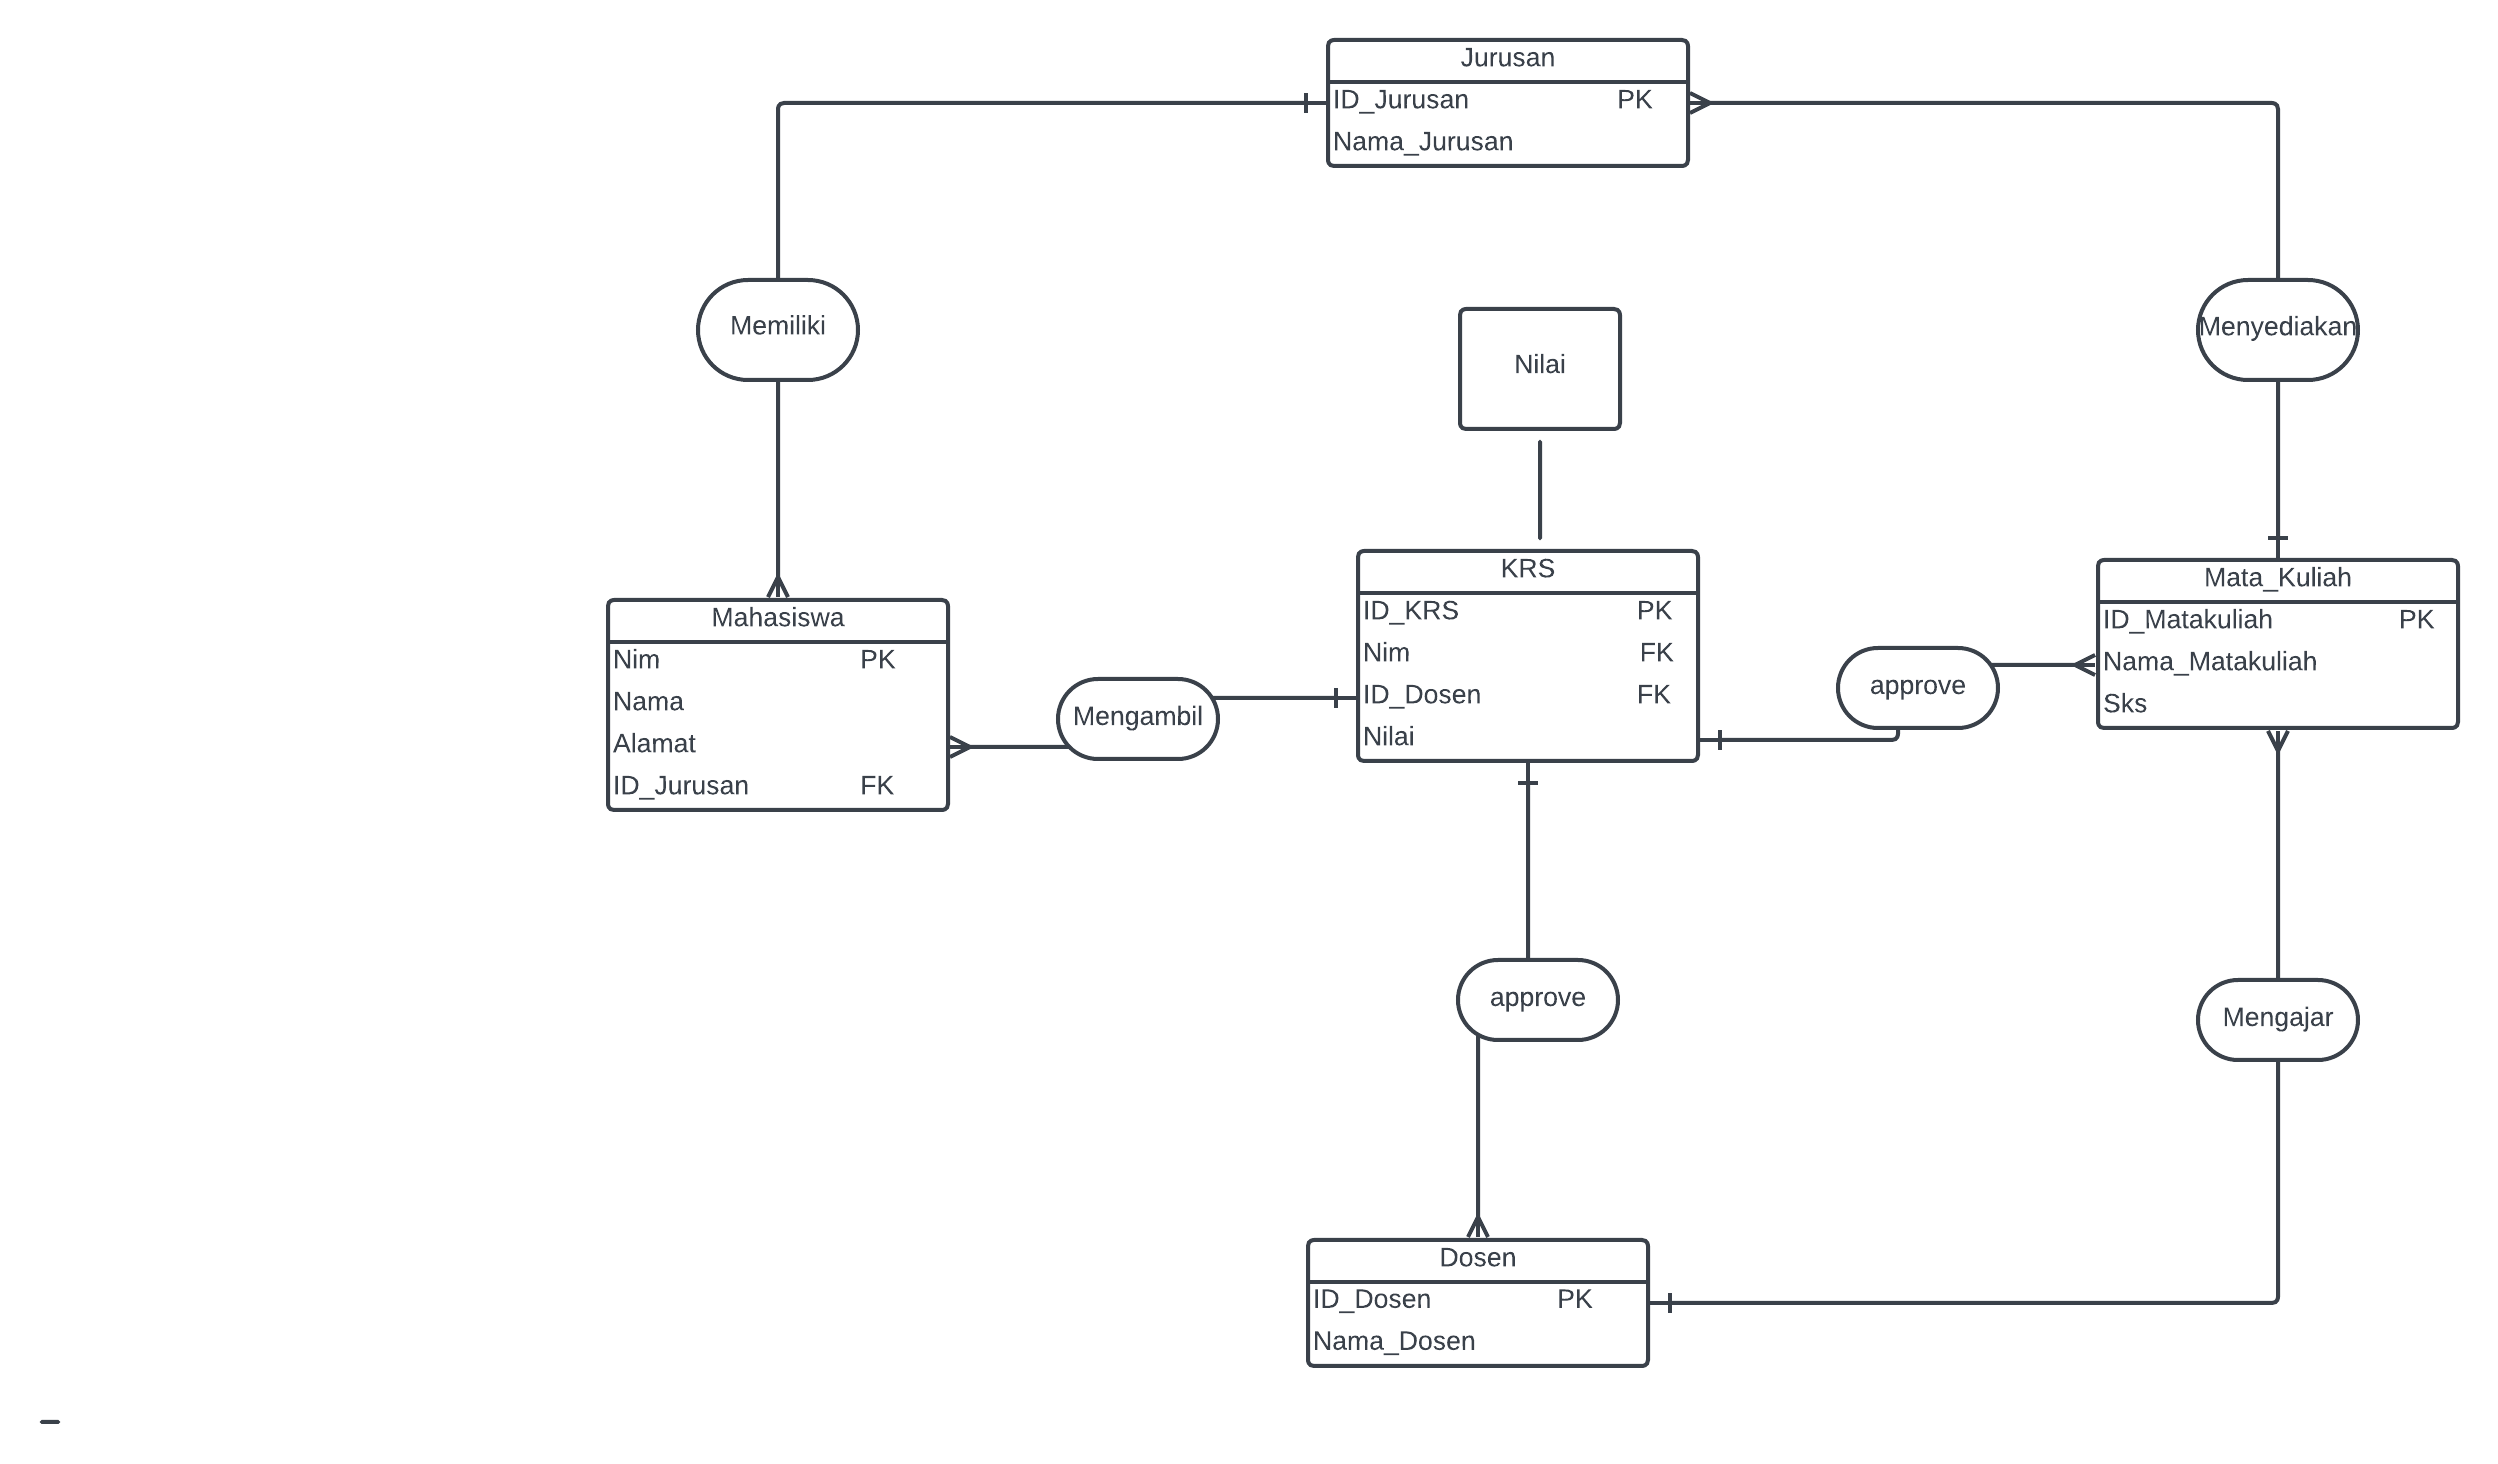 Jurusan
ID_Jurusan PK
Nama_Jurusan
Memiliki
Nilai
Menyediakan
Mahasiswa
Nim PK
Nama
Alamat
ID_Jurusan FK
Mengambil
KRS
ID_KRS PK
Nim FK
ID_Dosen FK
Nilai
approve
Mata_Kuliah
ID_Matakuliah PK
Nama_Matakuliah
Sks
approve
Mengajar
Dosen
ID_Dosen PK
Nama_Dosen